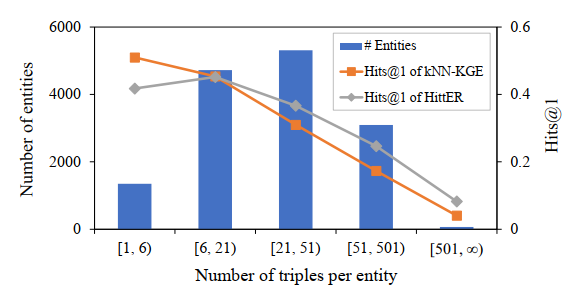 6000
4000
2000
0
Number of entities
# Entities
Hits@1 of kNN-KGE
Hits@1 of HittER
0.6
0.4
0.2
0
Hits@1
[1, 6) [6, 21) [21, 51) [51, 501) [501, ∞)
Number of triples per entity